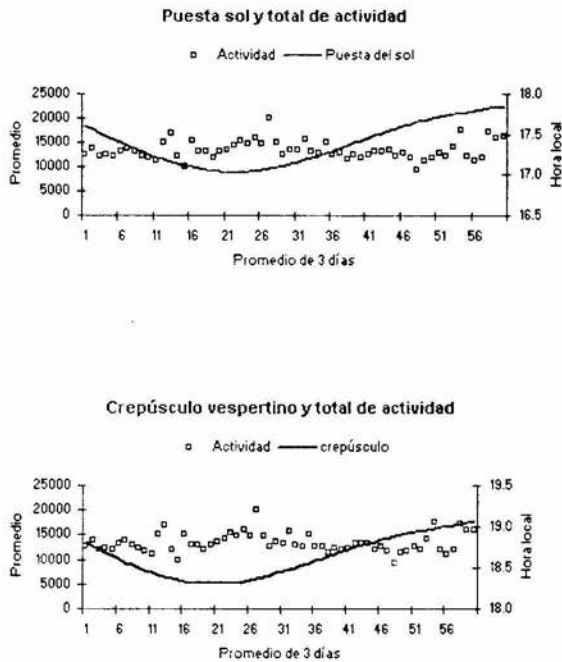 Puesta sol y total de actividad
Actividad Puesta del sol
25000
20000
15000
10000
5000
0
Promedio
18.0
17.5
17.0
16.5
Hora local
1 6 11 16 21 26 31 36 41 46 51 56
Promedio de 3 días
Crepúsculo vespertino y total de actividad
Actividad crepúsculo
25000
20000
15000
10000
5000
0
Promedio
19.5
19.0
18.5
18.0
Hora local
1 6 11 16 21 26 31 36 41 46 51 56
Promedio de 3 días